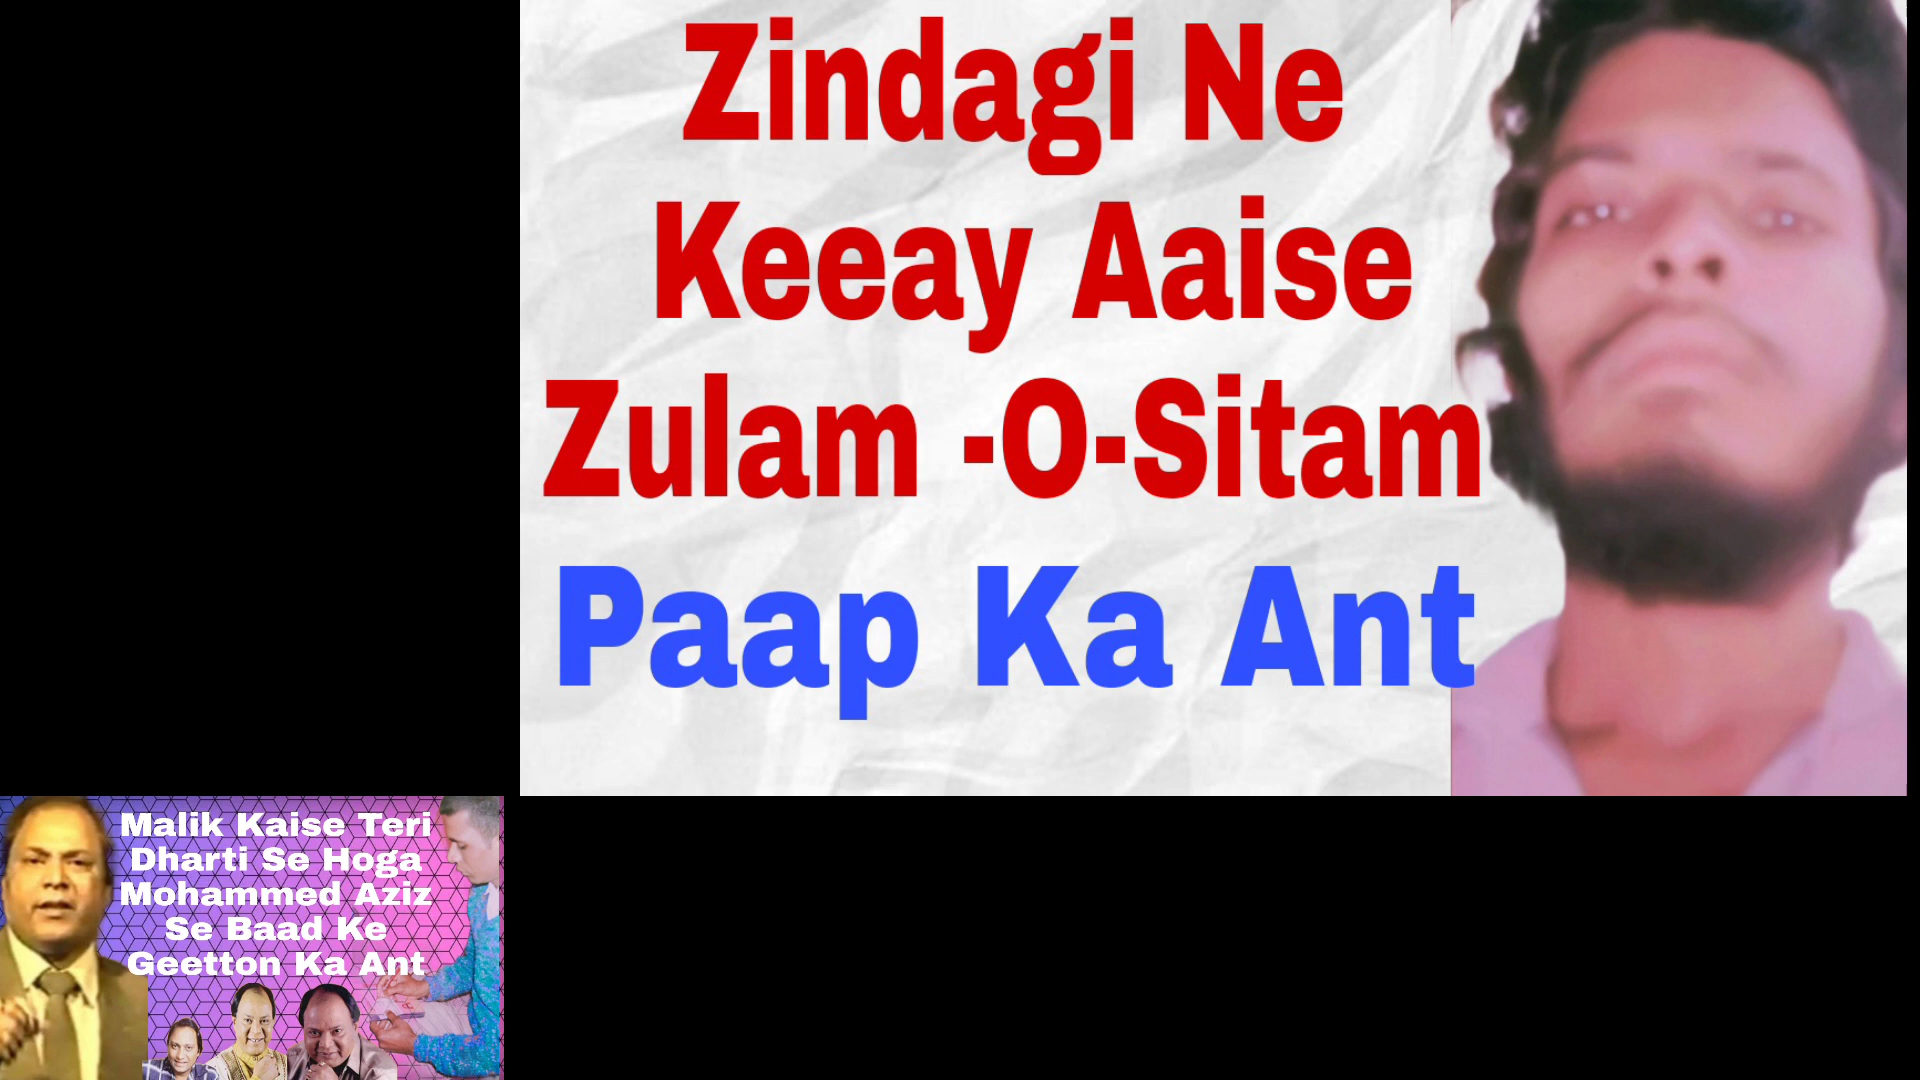 Zindagi Ne
Keeay Aaise
Zulam -O-Sitam
Paap Ka Ant
Malik Kaise Teri
Dharti Se Hoga
Mohammed Aziz
Se Baad Ke
Geetton Ka Ant